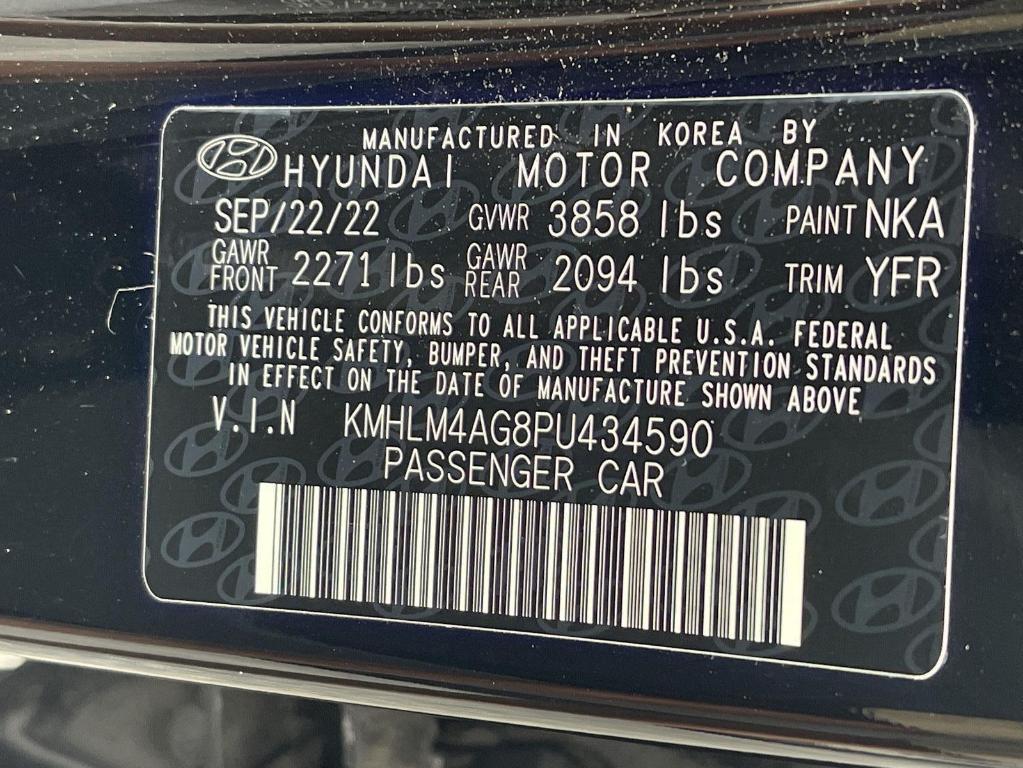 MANUFACTURED IN KOREA BY
HYUNDAI MOTOR COMPANY
SEP/22/22 GVWR 3858 lbs PAINT NKA
GAWR FRONT 2271 lbs GAWR REAR 2094 lbs TRIM YFR
THIS VEHICLE CONFORMS TO ALL APPLICABLE U.S.A. FEDERAL
MOTOR VEHICLE SAFETY, BUMPER, AND THEFT PREVENTION STANDARDS
IN EFFECT ON THE DATE OF MANUFACTURE SHOWN ABOVE
V.I.N KMHLM4AG8PU434590
PASSENGER CAR